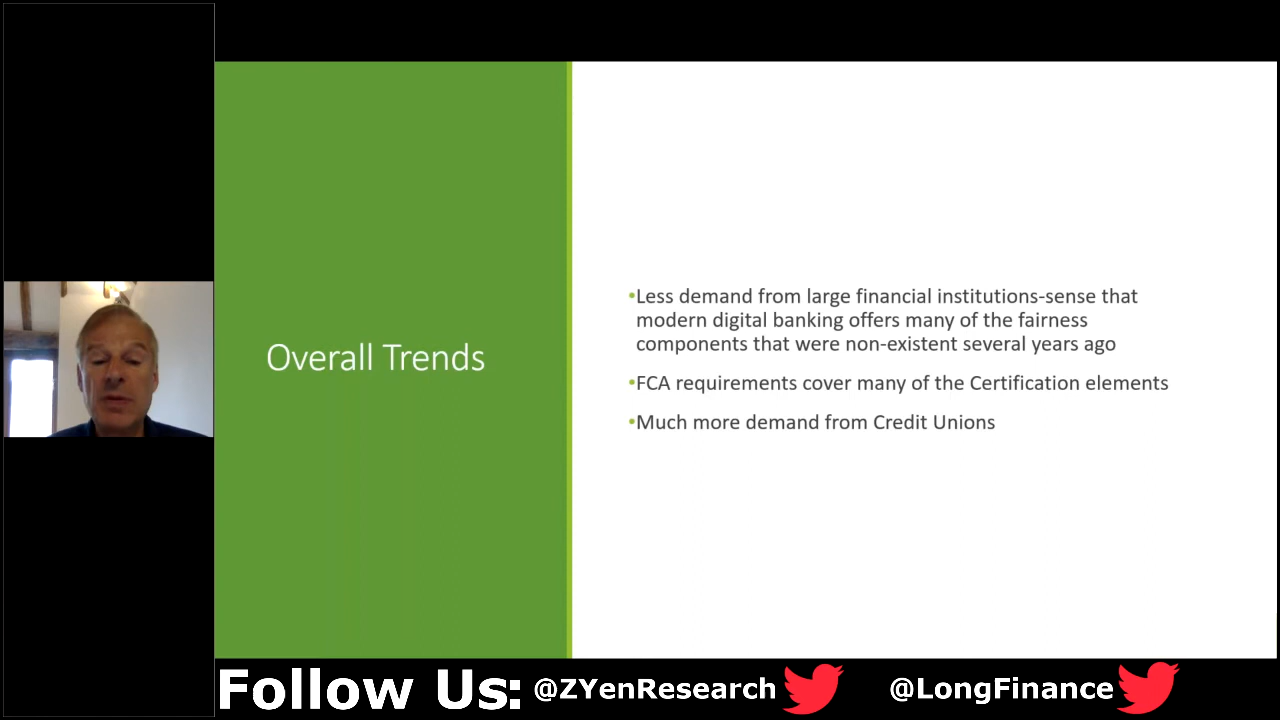 Overall Trends
•Less demand from large financial institutions-sense that
modern digital banking offers many of the fairness
components that were non-existent several years ago
•FCA requirements cover many of the Certification elements
•Much more demand from Credit Unions
Follow Us: @ZYenResearch @LongFinance